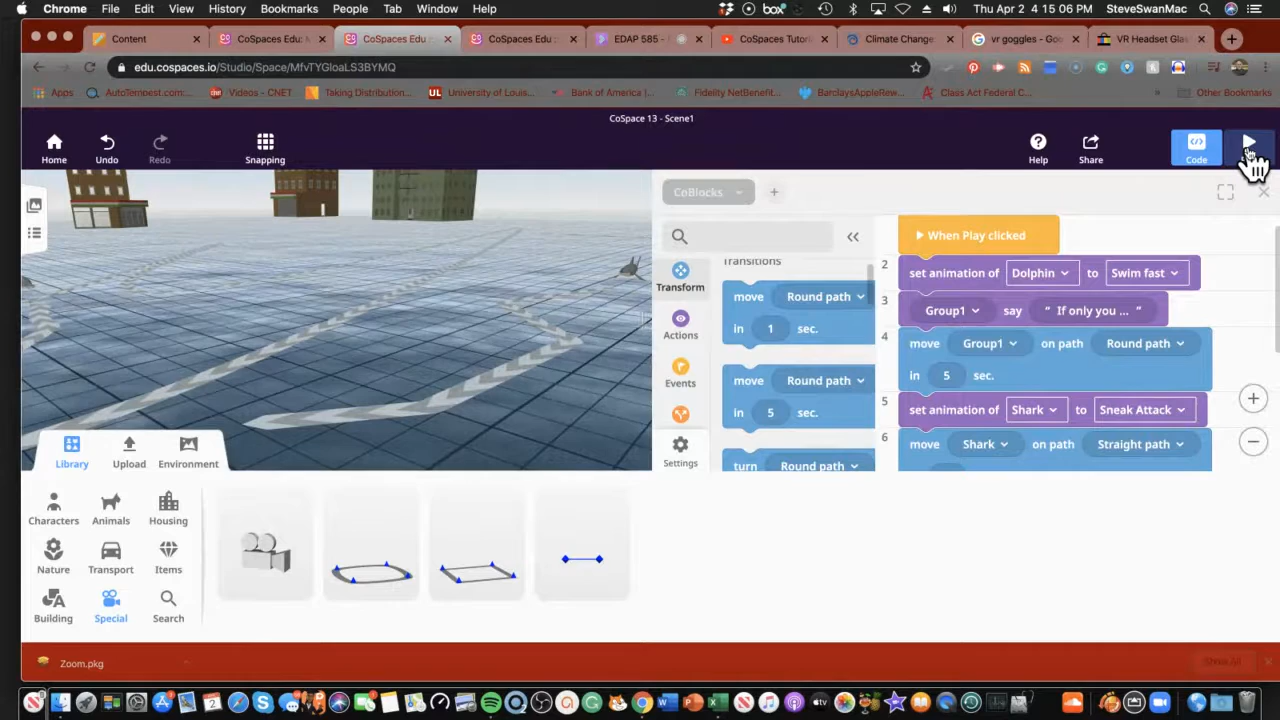 Chrome File Edit View History Bookmarks People Tab Window Help box Thu Apr 2 4:15:06 PM SteveSwanMac
Content CoSpaces Edu: M CoSpaces Edu CoSpaces Edu EDAP 585 - CoSpaces Tutori Climate Change: vr goggles - Goo VR Headset Glas
edu.cospaces.io/Studio/Space/MfvTYGloaLS3BYMQ
Apps AutoTempest.com:... Videos - CNET Taking Distribution... UL University of Louis... Bank of America |... Fidelity NetBenefit... BarclaysAppleRew... Class Act Federal C... » Other Bookmarks
CoSpace 13 - Scene1
Home Undo Redo Snapping Help Share Code
CoBlocks +
Transitions
Transform
Actions
Events
Settings
move Round path
in 1 sec.
move Round path
in 5 sec.
turn Round path
When Play clicked
2 set animation of Dolphin to Swim fast
3 Group1 say “ If only you ... ”
4 move Group1 on path Round path
in 5 sec.
5 set animation of Shark to Sneak Attack
6 move Shark on path Straight path
Library Upload Environment
Characters Animals Housing
Nature Transport Items
Building Special Search
Zoom.pkg Show All